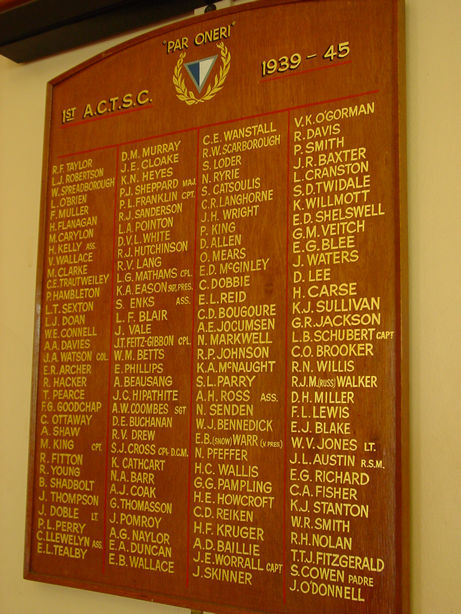 "PAR ONERI"
1ST A.C.T.S.C.
1939 - 45
R.F. TAYLOR
L.J. ROBERTSON
W. SPREADBOROUGH
L. O'BRIEN
F. MULLER
H. FLANAGAN
M. CARYLON
H. KELLY ASS.
V. WALLACE
M. CLARKE
C.E. TRAUTWEILEY
P. HAMBLETON
L.T. SEXTON
L.J. DOAN
W.E. CONNELL
A.A. DAVIES
J.A. WATSON COL.
E.R. ARCHER
R. HACKER
T. PEARCE
F.G. GOODCHAP
C. OTTAWAY
A. SHAW
M. KING CPT.
R. FITTON
R. YOUNG
B. SHADBOLT
J. THOMPSON
J. DOBLE LT.
P.L. PERRY
C. LLEWELYN ASS.
E.L. TEALBY
D.M. MURRAY
J.E. CLOAKE
K.N. HEYES
P.J. SHEPPARD MAJ.
P.L. FRANKLIN CPT.
R.J. SANDERSON
L.A. POINTON
D.V.L. WHITE
R.J. HUTCHINSON
R.V. LANG
L.G. MATHAMS CPL.
K.A. EASON SGT, PRES.
S. ENKS ASS.
L.F. BLAIR
J. VALE
J.T. FEITZ-GIBBON CPL.
W.M. BETTS
E. PHILLIPS
A. BEAUSANG
J.C. HIPATHITE
A.W. COOMBES SGT
D.E. BUCHANAN
R.V. DREW
S.J. CROSS CPL. D.C.M.
K. CATHCART
N.A. BARR
A.J. COAK
G. THOMASSON
J. POMROY
A.G. NAYLOR
E.A. DUNCAN
E.B. WALLACE
C.E. WANSTALL
R.W. SCARBOROUGH
S. LODER
N. RYRIE
S. CATSOULIS
C.R. LANGHORNE
J.H. WRIGHT
P. KING
D. ALLEN
O. MEARS
E.D. McGINLEY
C. DOBBIE
E.L. REID
C.D. BOUGOURE
A.E. JOCUMSEN
N. MARKWELL
R.P. JOHNSON
K.A. McNAUGHT
S.L. PARRY
A.H. ROSS ASS.
N. SENDEN
W.J. BENNEDICK
E.B. (SNOW) WARR (V PRES.)
N. PFEFFER
H.C. WALLIS
G.G. PAMPLING
H.E. HOWCROFT
C.D. REIKEN
H.F. KRUGER
A.D. BAILLIE
J.E. WORRALL CAPT
J. SKINNER
V.K. O'GORMAN
R. DAVIS
P. SMITH
J.R. BAXTER
L. CRANSTON
S.D. TWIDALE
K. WILLMOTT
E.D. SHELSWELL
G.M. VEITCH
E.G. BLEE
J. WATERS
D. LEE
H. CARSE
K.J. SULLIVAN
G.R. JACKSON
L.B. SCHUBERT CAPT
C.O. BROOKER
R.N. WILLIS
R.J.M. (RUSS) WALKER
D.H. MILLER
F.L. LEWIS
E.J. BLAKE
W.V. JONES LT.
J.L. AUSTIN R.S.M.
E.G. RICHARD
C.A. FISHER
K.J. STANTON
W.R. SMITH
R.H. NOLAN
T.T.J. FITZGERALD
S. COWEN PADRE
J. O'DONNELL